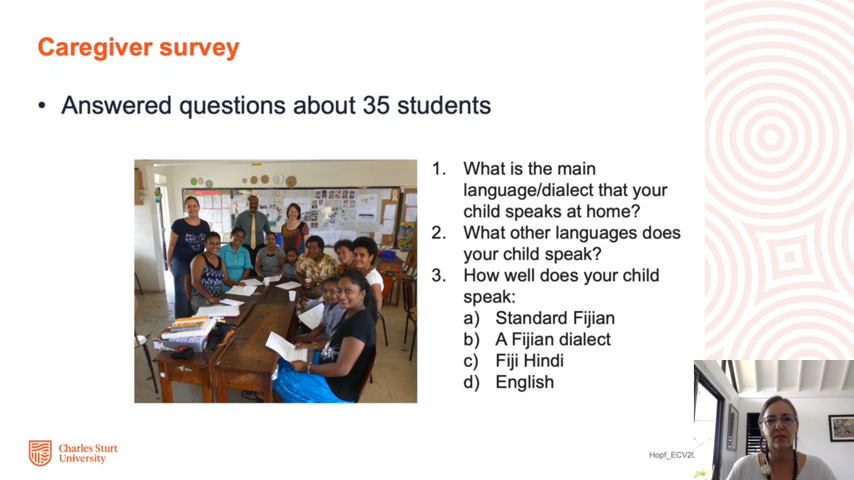 Caregiver survey
• Answered questions about 35 students
1. What is the main
language/dialect that your
child speaks at home?
2. What other languages does
your child speak?
3. How well does your child
speak:
a) Standard Fijian
b) A Fijian dialect
c) Fiji Hindi
d) English
Charles Sturt
University